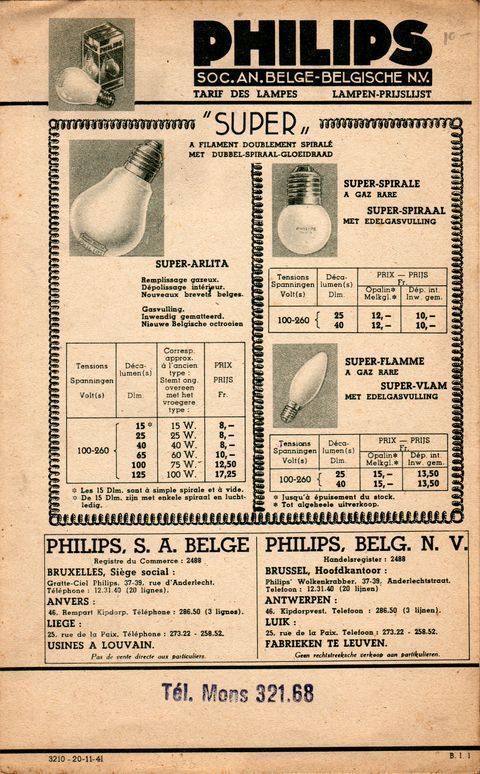 10-
PHILIPS
SOC.AN.BELGE-BELGISCHE N.V.
TARIF DES LAMPES LAMPEN-PRIJSLIJST
"SUPER„
A FILAMENT DOUBLEMENT SPIRALÉ
MET DUBBEL-SPIRAAL-GLOEIDRAAD
SUPER-ARLITA
Remplissage gazeux.
Dépolissage intérieur.
Nouveaux brevets belges.
Gasvulling.
Inwendig gematteerd.
Nieuwe Belgische octrooien
Tensions Spanningen Volt(s)
Déca-lumen(s) Dlm.
Corresp. approx. à l'ancien type : Stemt ong. overeen met het vroegere type :
PRIX PRIJS Fr.
100-260
15 * 15 W. 8,–
25 25 W. 8,–
40 40 W. 8,–
65 60 W. 10,–
100 75 W. 12,50
125 100 W. 17,25
* Les 15 Dlm. sont à simple spirale et à vide.
* De 15 Dlm. zijn met enkele spiraal en lucht-
ledig.
PHILIPS
SUPER-SPIRALE
A GAZ RARE
SUPER-SPIRAAL
MET EDELGASVULLING
Tensions Spanningen Volt(s)
Déca-lumen(s) Dlm.
PRIX — PRIJS
Fr.
Opalin* Melkgl.*
Dép. int. Inw. gem.
100-260
25 12,– 10,–
40 12,– 10,–
SUPER-FLAMME
A GAZ RARE
SUPER-VLAM
MET EDELGASVULLING
Tensions Spanningen Volt(s)
Déca-lumen(s) Dlm.
PRIX — PRIJS
Fr.
Opalin* Melkgl.*
Dép. int. Inw. gem.
100-260
25 15,– 13,50
40 15,– 13,50
* Jusqu'à épuisement du stock.
* Tot algeheele uitverkoop.
PHILIPS, S. A. BELGE
Registre du Commerce : 2488
BRUXELLES, Siège social :
Gratte-Ciel Philips. 37-39, rue d'Anderlecht.
Téléphone : 12.31.40 (20 lignes).
ANVERS :
46. Rempart Kipdorp. Téléphone : 286.50 (3 lignes).
LIEGE :
25. rue de la Paix. Téléphone : 273.22 - 258.52.
USINES A LOUVAIN.
Pas de vente directe aux particuliers.
PHILIPS, BELG. N. V.
Handelsregister : 2488
BRUSSEL, Hoofdkantoor :
Philips' Wolkenkrabber. 37-39, Anderlechtstraat.
Telefoon : 12.31.40 (20 lijnen).
ANTWERPEN :
46. Kipdorpvest. Telefoon : 286.50 (3 lijnen).
LUIK :
25. rue de la Paix. Telefoon : 273.22 - 258.52.
FABRIEKEN TE LEUVEN.
Geen rechtstreeksche verkoop aan partikulieren.
Tél. Mons 321.68
3210 - 20-11-41
B. 1. 1